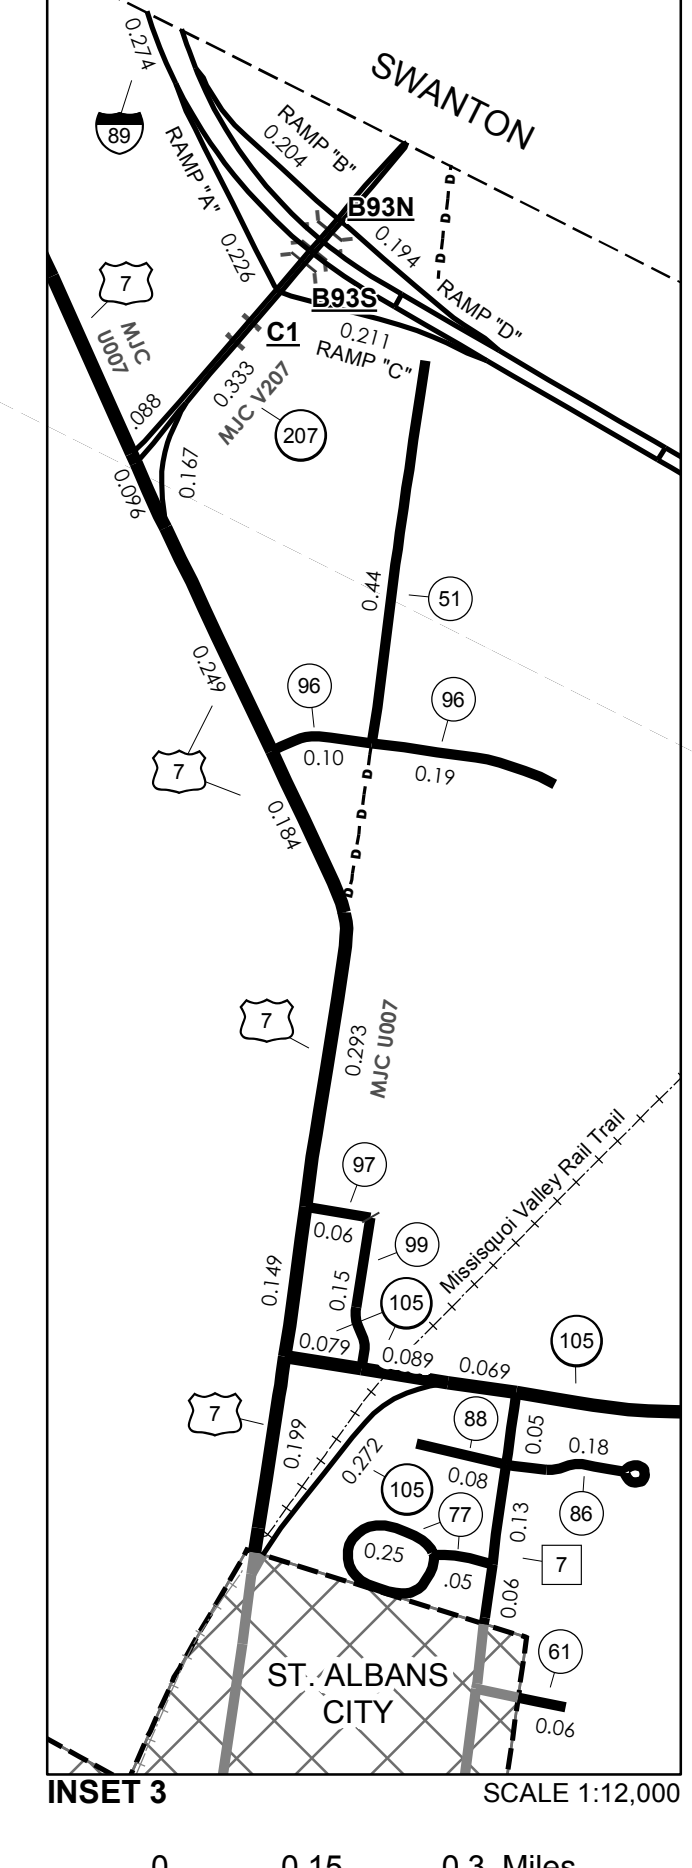 0.274
SWANTON
89
RAMP "B"
0.204
RAMP "A"
B93N
0.194
D
D
D
0.226
7
B93S
RAMP "D"
C1
0.211
RAMP "C"
MJC
U007
0.333
MJC V207
.088
207
0.167
0.096
0.44
51
0.249
96
96
0.10
0.19
7
D
D
D
0.184
7
0.293
MJC U007
Missisquoi Valley Rail Trail
97
0.06
99
0.149
0.15
105
0.079
0.089
0.069
105
7
0.199
88
0.05
0.18
0.272
0.08
105
86
77
0.13
0.25
.05
7
0.06
ST. ALBANS
CITY
61
0.06
INSET 3
SCALE 1:12,000
0 0.15 0.3 Miles